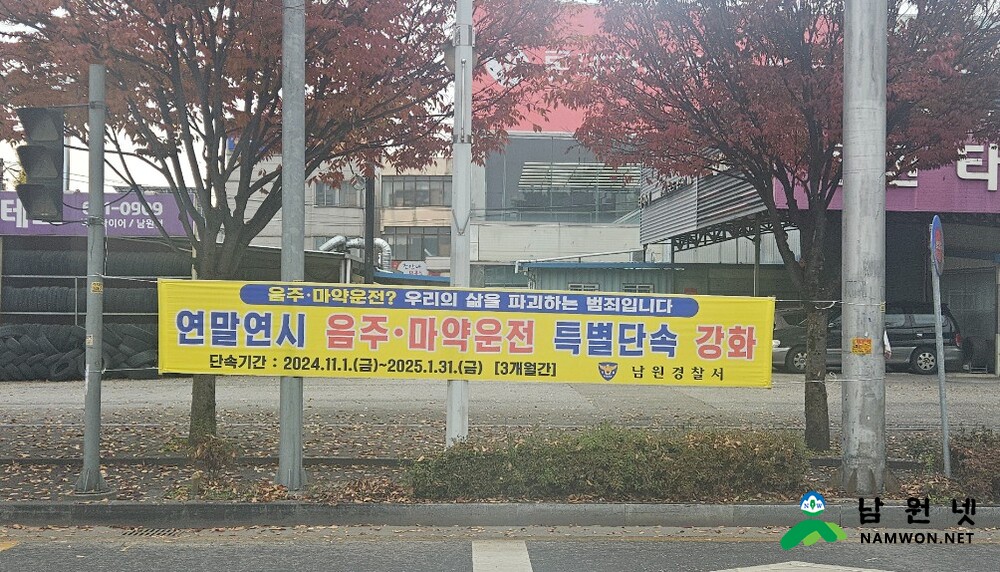 음주·마약운전? 우리의 삶을 파괴하는 범죄입니다
연말연시 음주·마약운전 특별단속 강화
단속기간 : 2024.11.1.(금)~2025.1.31.(금) [3개월간]
남원경찰서
남원넷
NAMWON.NET